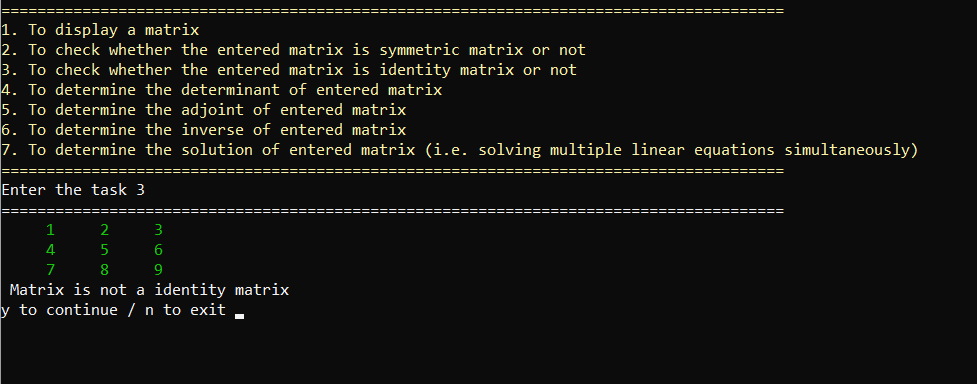 =======================================================================================
1. To display a matrix
2. To check whether the entered matrix is symmetric matrix or not
3. To check whether the entered matrix is identity matrix or not
4. To determine the determinant of entered matrix
5. To determine the adjoint of entered matrix
6. To determine the inverse of entered matrix
7. To determine the solution of entered matrix (i.e. solving multiple linear equations simultaneously)
=======================================================================================
Enter the task 3
=======================================================================================
     1     2     3
     4     5     6
     7     8     9
 Matrix is not a identity matrix
y to continue / n to exit